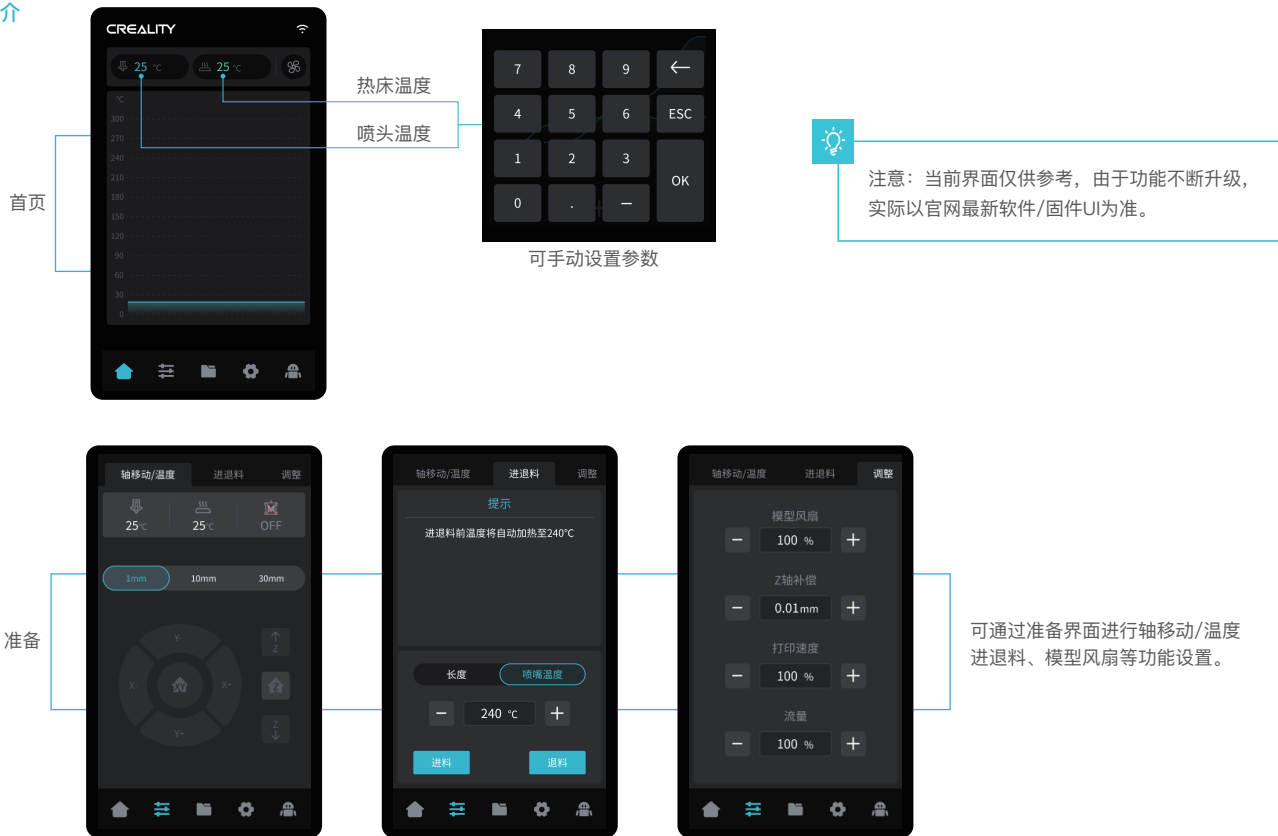 介
CREALITY
25 ℃
25 ℃
℃
300
270
240
210
180
150
120
90
60
30
0
首页
热床温度
喷头温度
7 8 9 ←
4 5 6 ESC
1 2 3
OK
0 . －
可手动设置参数
注意：当前界面仅供参考，由于功能不断升级，
实际以官网最新软件/固件UI为准。
准备
轴移动/温度 进退料 调整
25℃ 25℃ OFF
1mm 10mm 30mm
Y-
X- XY X+
Y+
↑
Z
Z
Z
↓
轴移动/温度 进退料 调整
提示
进退料前温度将自动加热至240℃
长度 喷嘴温度
－ 240 ℃ ＋
进料 退料
轴移动/温度 进退料 调整
模型风扇
－ 100 % ＋
Z轴补偿
－ 0.01mm ＋
打印速度
－ 100 % ＋
流量
－ 100 % ＋
可通过准备界面进行轴移动/温度
进退料、模型风扇等功能设置。